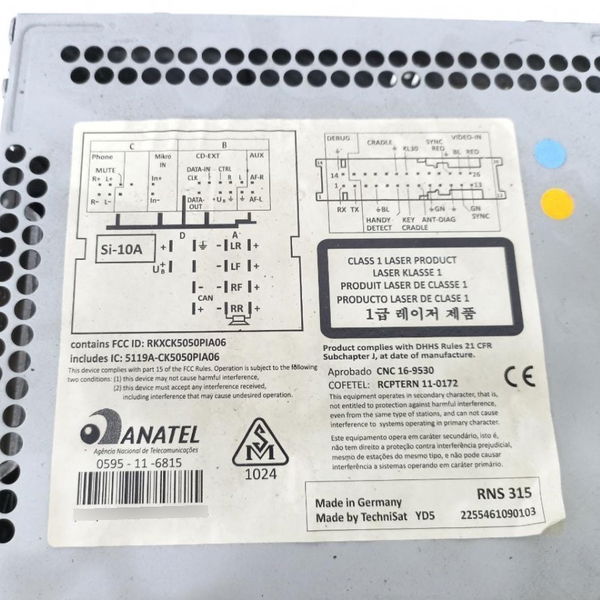 C B
Phone Mikro CD-EXT AUX
MUTE IN DATA-IN CTRL
R+ L+ In+ CLK R L AF-R
R– L– In– DATA-OUT +UB AF-L
D A
Si-10A + + LR +
UB + LF +
RF +
CAN RR +
DEBUG CRADLE KL30 SYNC VIDEO-IN
RED BL RED
14 26
1 13
RX TX BL GN GN
HANDY DETECT KEY CRADLE ANT-DIAG SYNC
CLASS 1 LASER PRODUCT
LASER KLASSE 1
PRODUIT LASER DE CLASSE 1
PRODUCTO LASER DE CLASE 1
1급 레이저 제품
contains FCC ID: RKXCK5050PIA06
includes IC: 5119A-CK5050PIA06
This device complies with part 15 of the FCC Rules. Operation is subject to the following
two conditions: (1) this device may not cause harmful interference, and
(2) this device must accept any interference received,
including interference that may cause undesired operation.
Product complies with DHHS Rules 21 CFR
Subchapter J, at date of manufacture.
Aprobado CNC 16-9530
COFETEL: RCPTERN 11-0172
CE
This equipment operates in secondary character, that is,
not entitled to protection against harmful interference,
even from the same type of stations, and can not cause
interference to systems operating in primary character.
Este equipamento opera em caráter secundário, isto é,
não tem direito a proteção contra interferência prejudicial,
mesmo de estações do mesmo tipo, e não pode causar
interferência a sistemas operando em caráter primário.
ANATEL
Agência Nacional de Telecomunicações
0595 - 11 -6815
S
M
1024
Made in Germany RNS 315
Made by TechniSat YD5 2255461090103